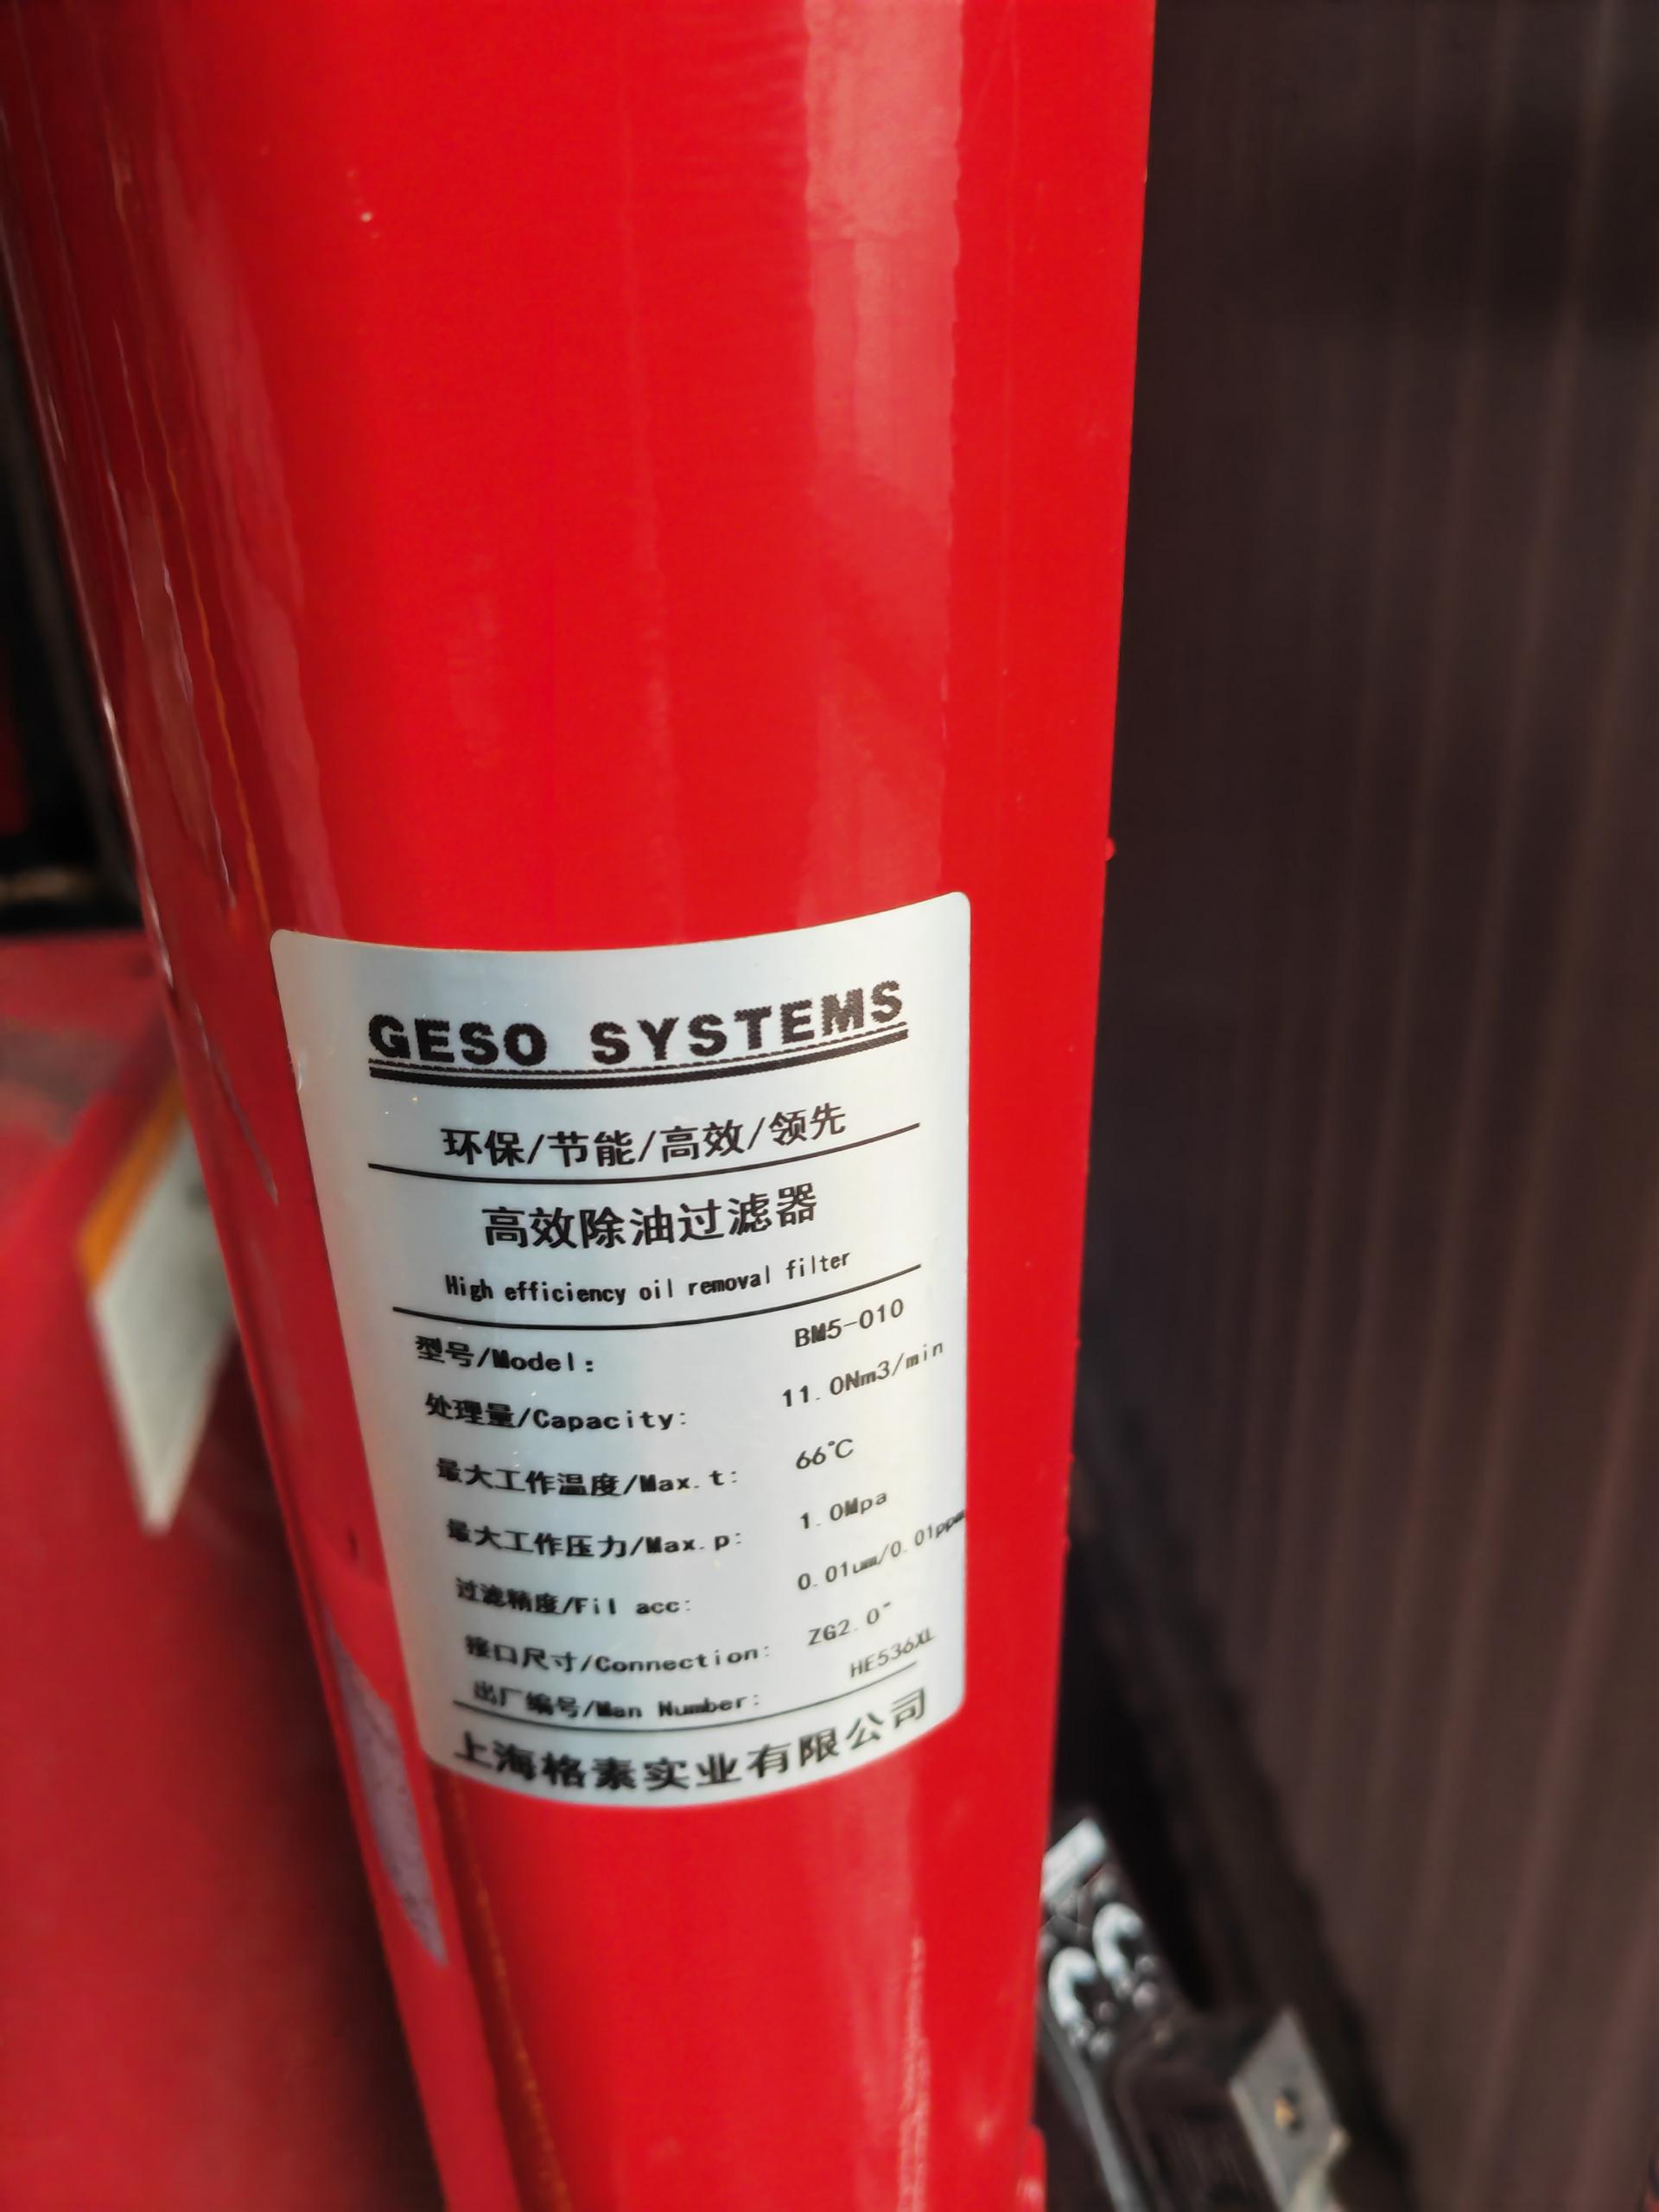 GESO SYSTEMS
环保/节能/高效/领先
高效除油过滤器
High efficiency oil removal filter
型号/Model: BM5-010
处理量/Capacity: 11.0Nm3/min
最大工作温度/Max.t: 66℃
最大工作压力/Max.p: 1.0Mpa
过滤精度/Fil acc: 0.01um/0.01ppm
接口尺寸/Connection: ZG2.0"
出厂编号/Man Number: HE536XL
上海格素实业有限公司